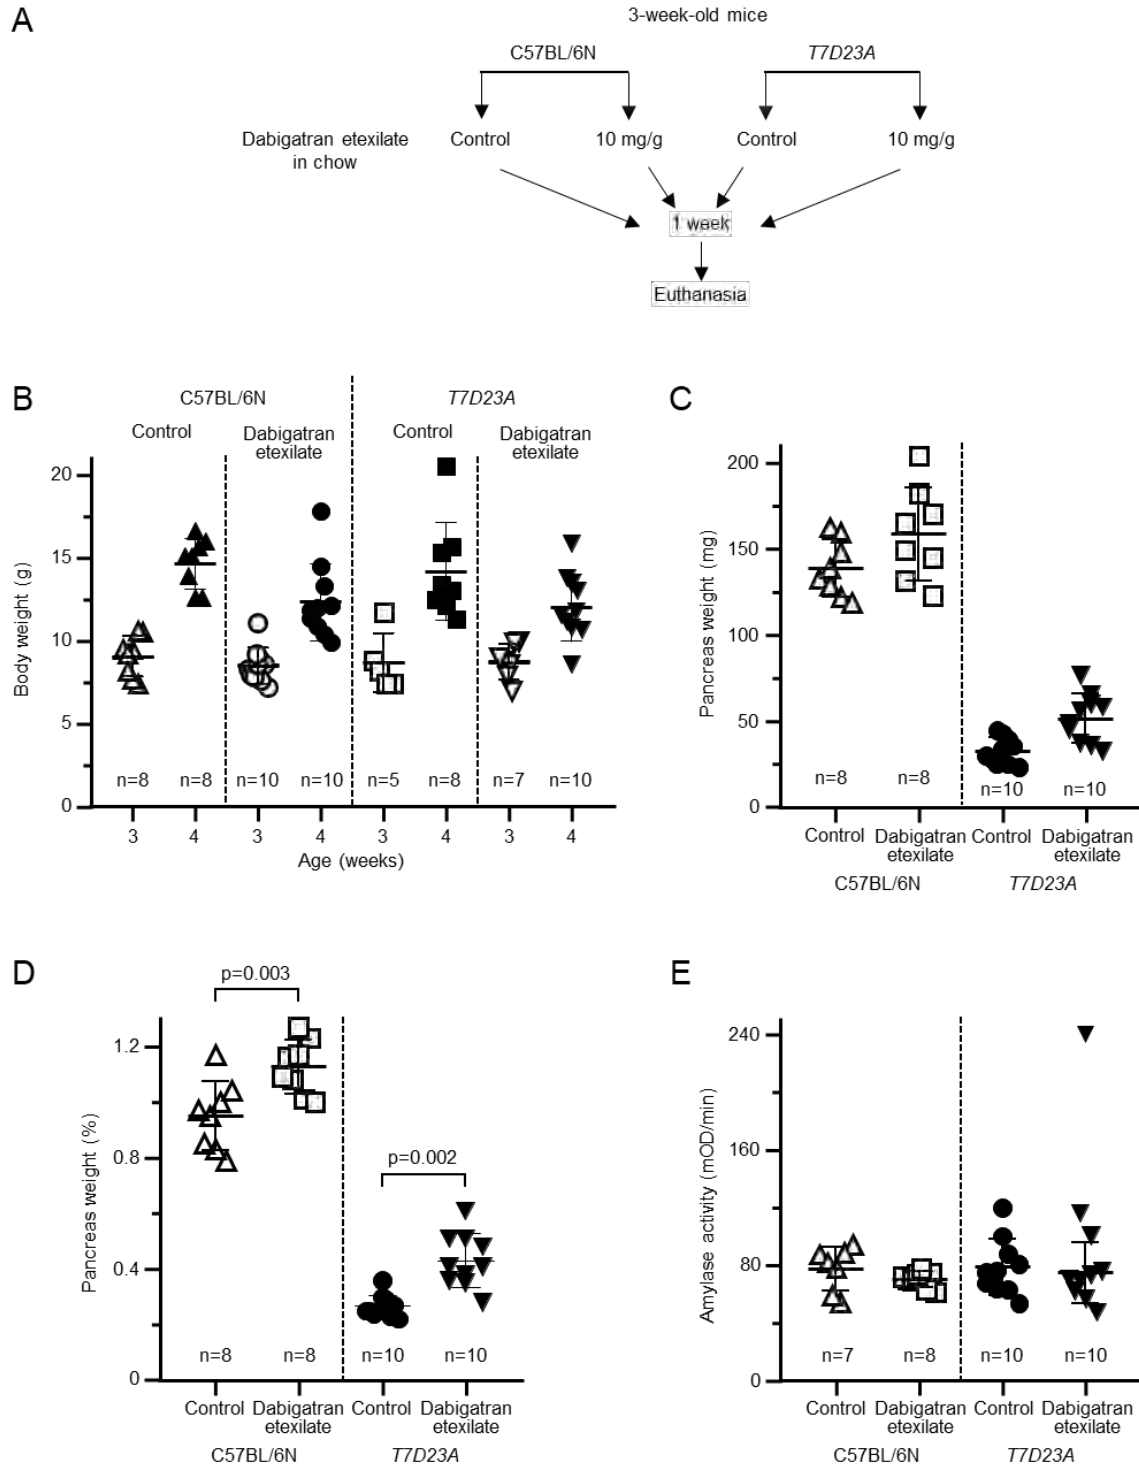 A
3-week-old mice
C57BL/6N
T7D23A
Dabigatran etexilate
in chow
Control
10 mg/g
Control
10 mg/g
1 week
Euthanasia
B
C57BL/6N
T7D23A
Control
Dabigatran
etexilate
Control
Dabigatran
etexilate
Body weight (g)
20
15
10
5
0
n=8
n=8
n=10
n=10
n=5
n=8
n=7
n=10
3
4
3
4
3
4
3
4
Age (weeks)
C
Pancreas weight (mg)
200
150
100
50
0
n=8
n=8
n=10
n=10
Control
Dabigatran
etexilate
Control
Dabigatran
etexilate
C57BL/6N
T7D23A
D
Pancreas weight (%)
p=0.003
p=0.002
1.2
0.8
0.4
0
n=8
n=8
n=10
n=10
Control
Dabigatran
etexilate
Control
Dabigatran
etexilate
C57BL/6N
T7D23A
E
Amylase activity (mOD/min)
240
160
80
0
n=7
n=8
n=10
n=10
Control
Dabigatran
etexilate
Control
Dabigatran
etexilate
C57BL/6N
T7D23A